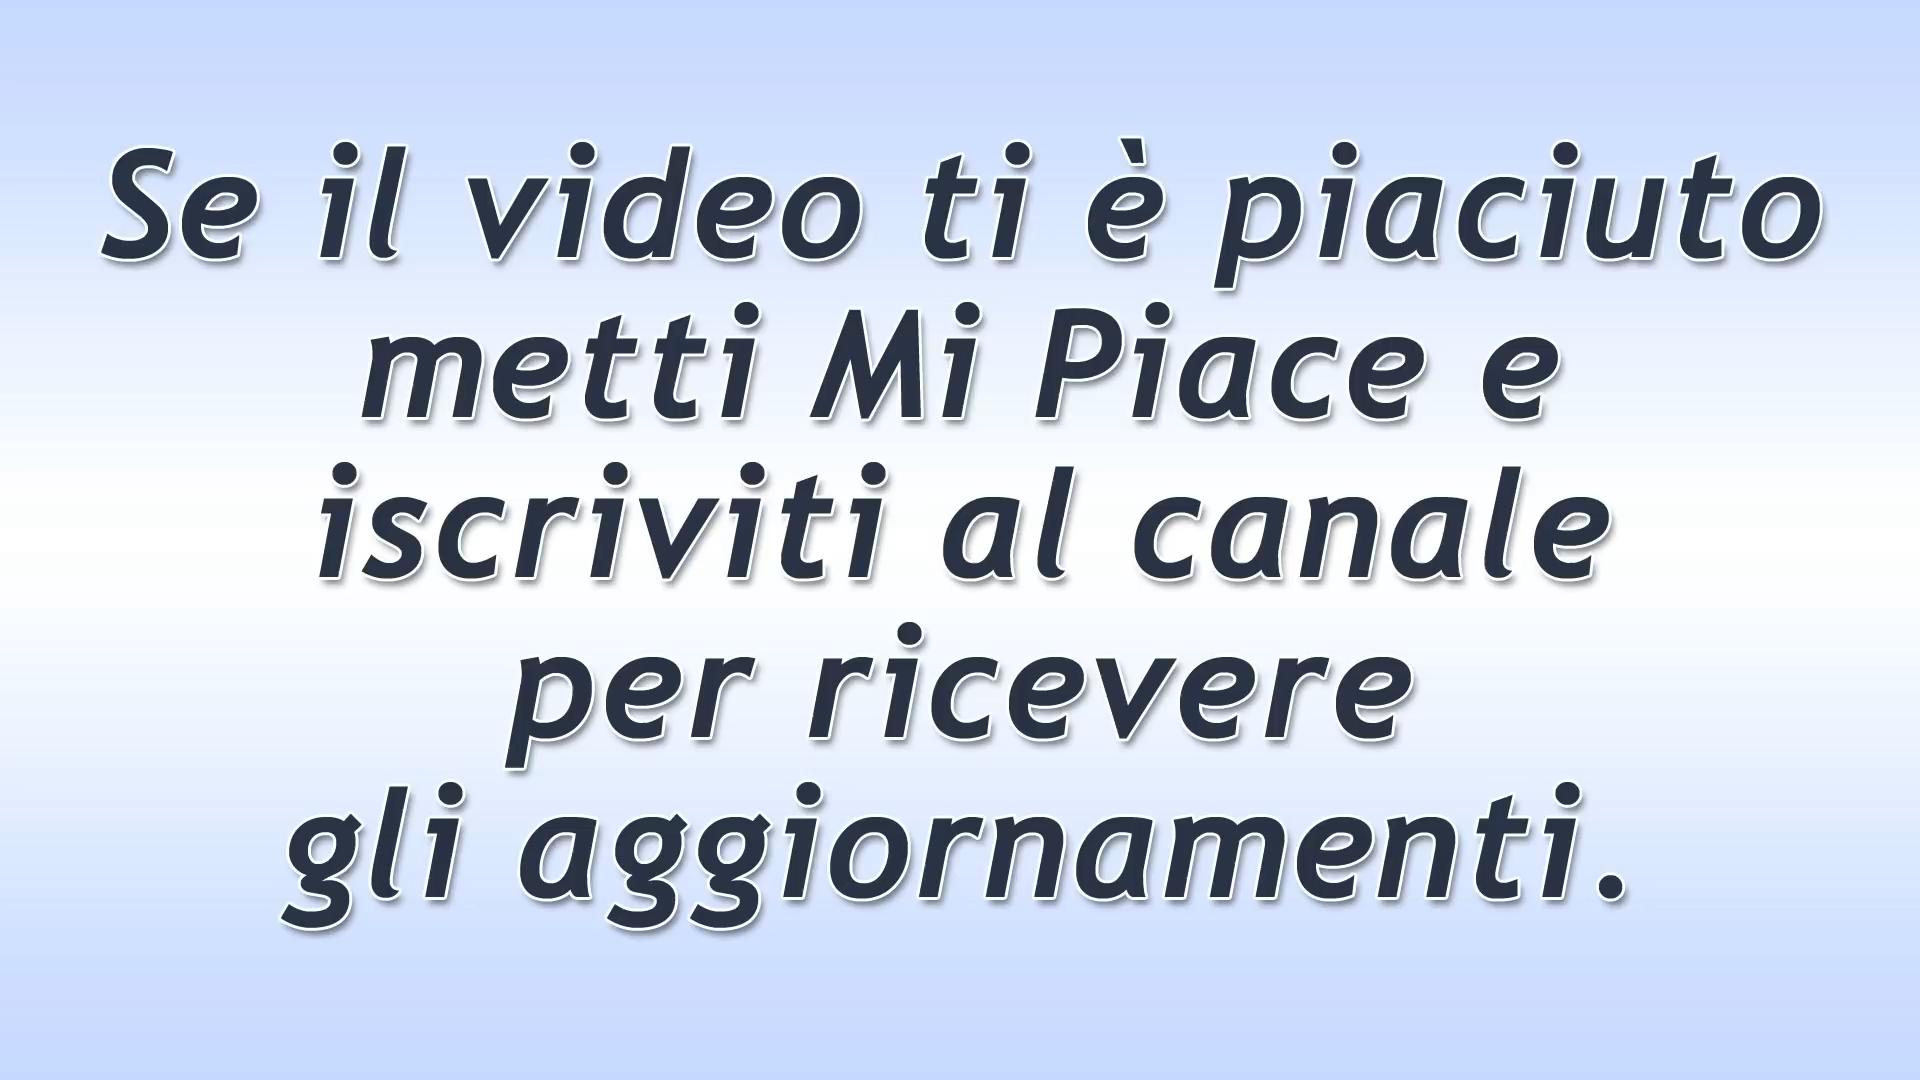 Se il video ti è piaciuto
metti Mi Piace e
iscriviti al canale
per ricevere
gli aggiornamenti.